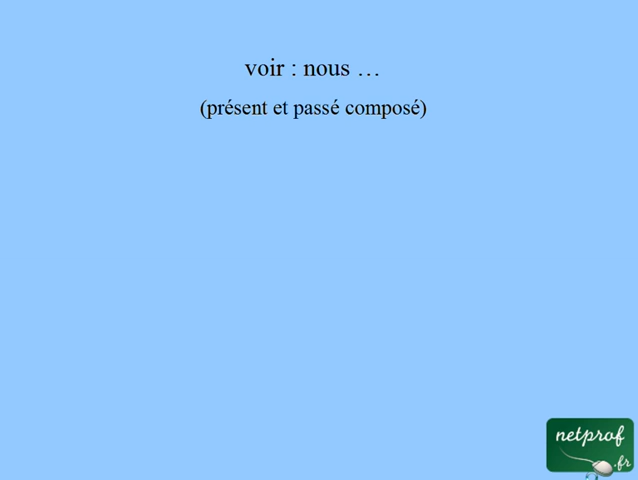 voir : nous …
(présent et passé composé)
netprof
.fr